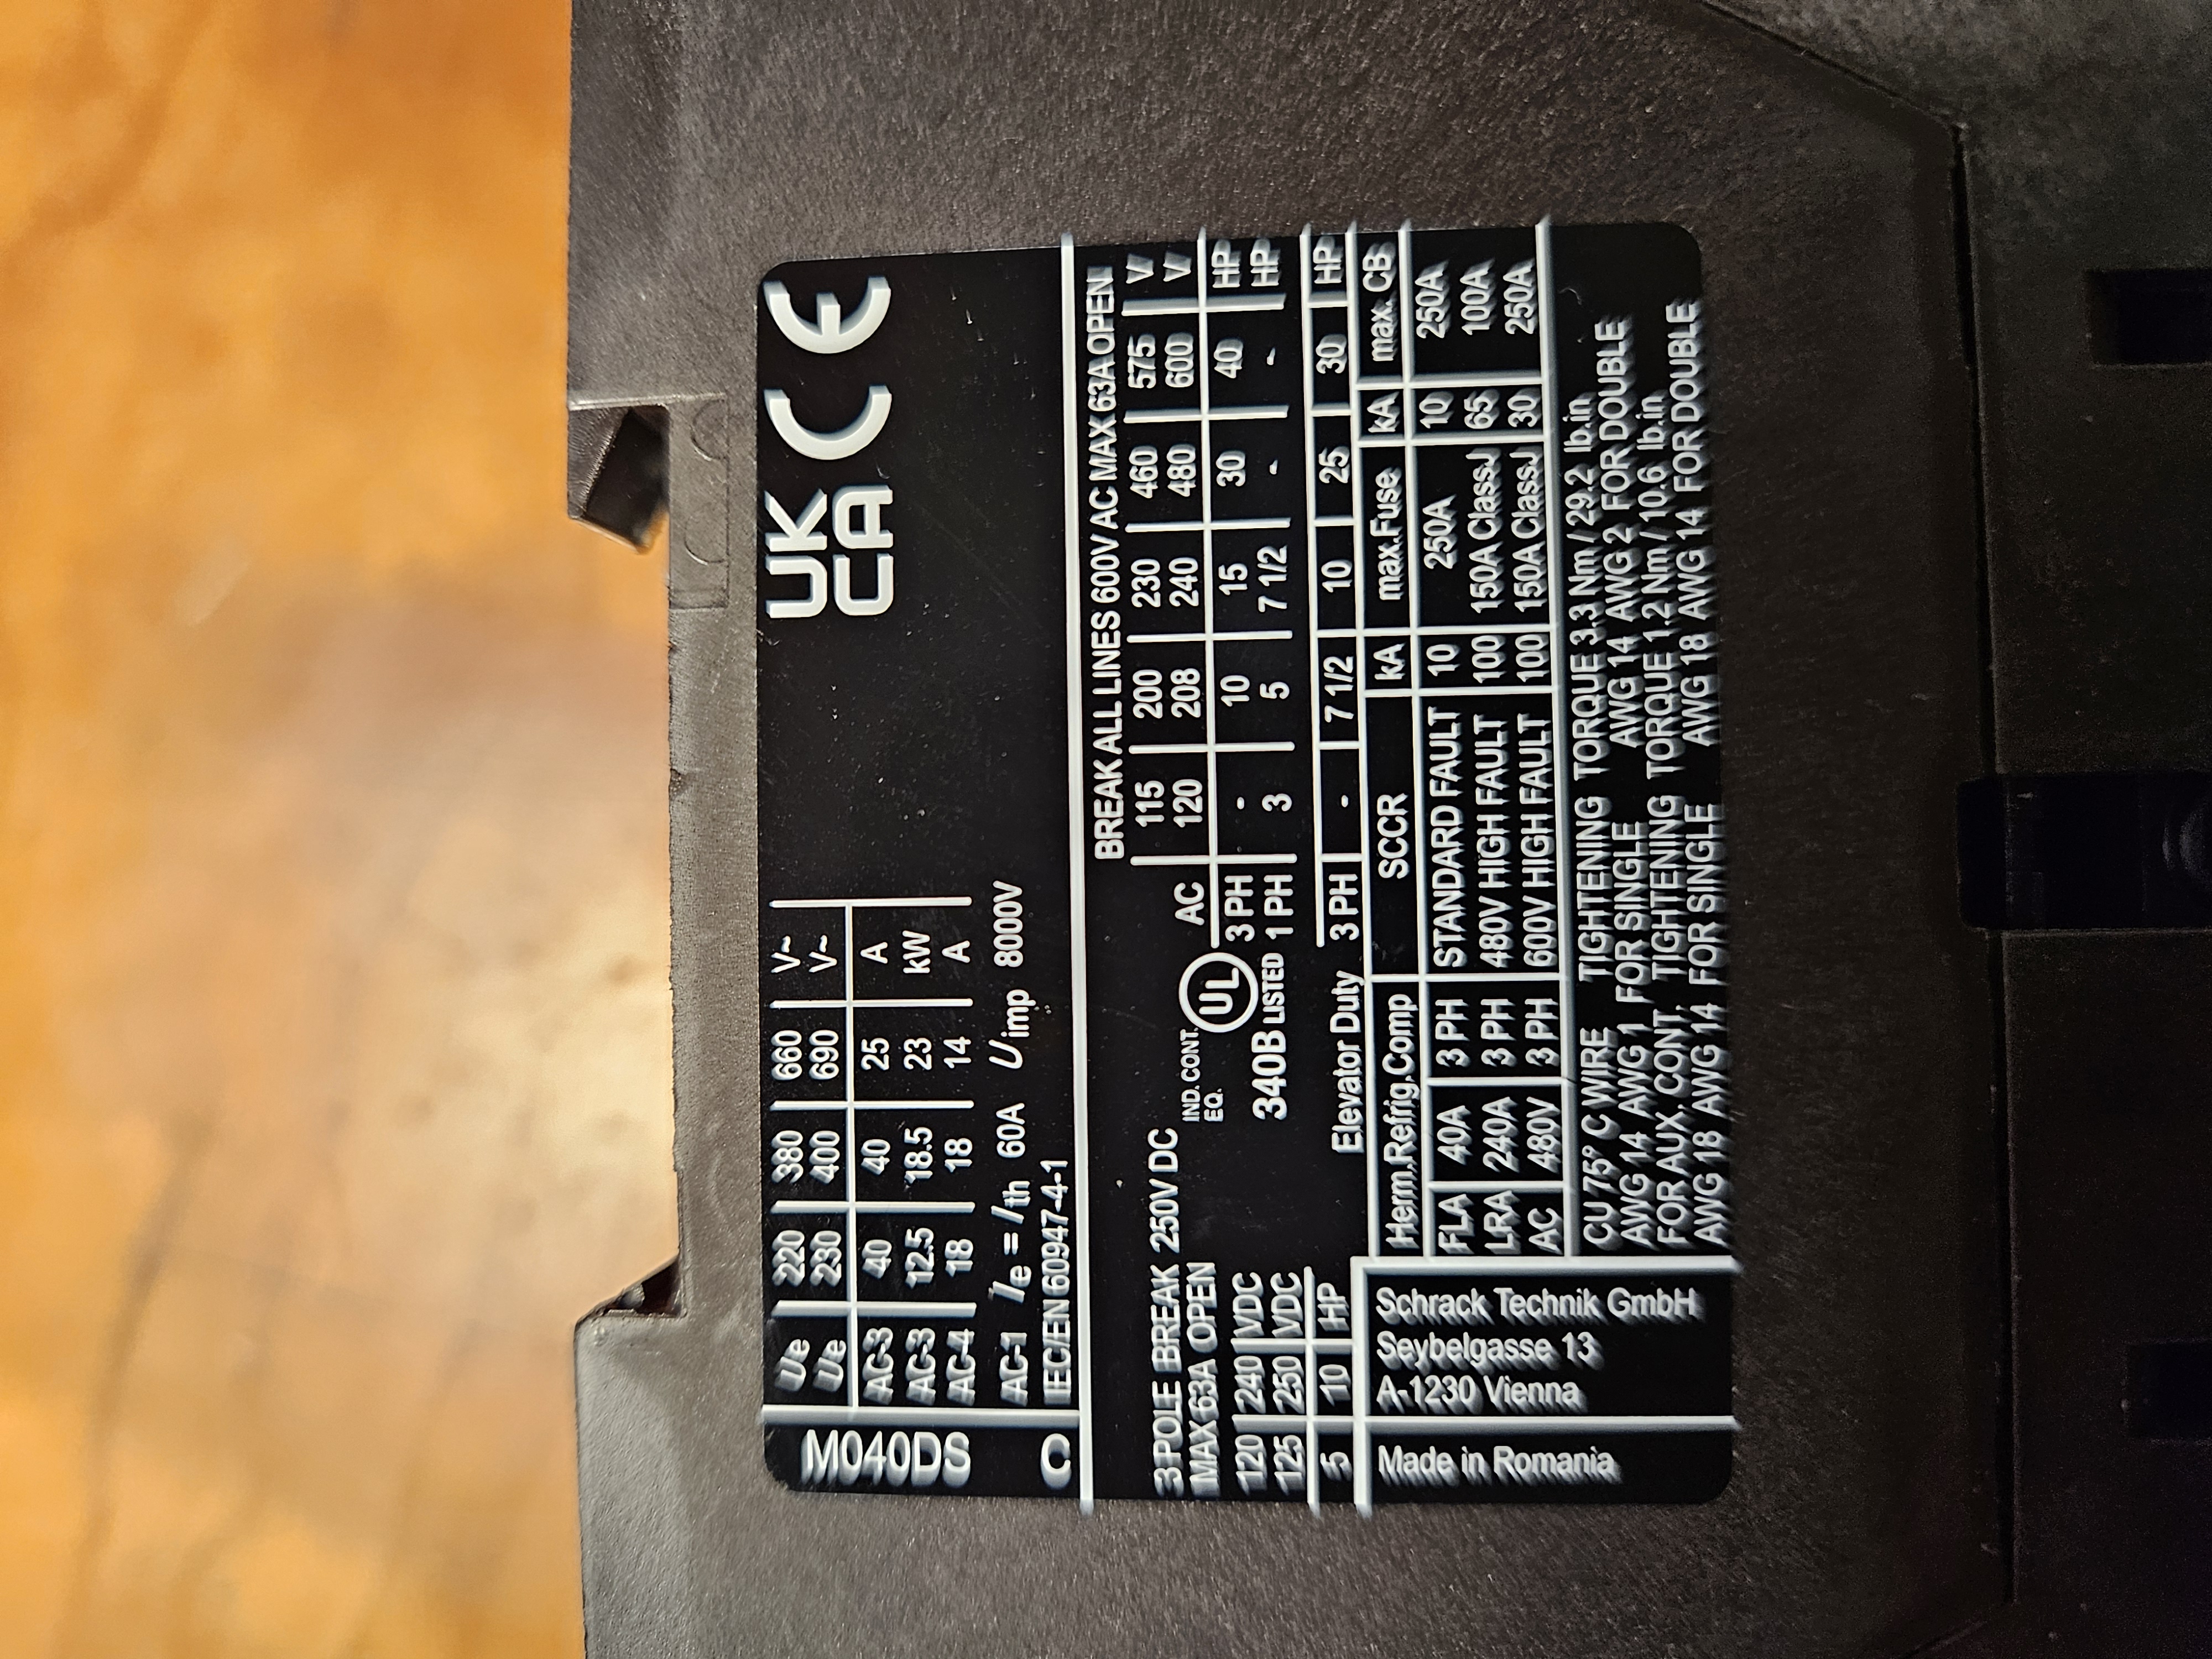 M040DS
C
Ue 220 380 660 V~
Ue 230 400 690 V~
AC-3 40 40 25 A
AC-3 12.5 18.5 23 kW
AC-4 18 18 14 A
AC-1 Ie = Ith 60A Uimp 8000V
IEC/EN 60947-4-1
UK
CA
CE
3 POLE BREAK 250V DC
MAX 63A OPEN
120 240 VDC
125 250 VDC
5 10 HP
IND. CONT.
EQ.
UL
340B LISTED
BREAK ALL LINES 600V AC MAX 63A OPEN
AC 115 200 230 460 575 V
120 208 240 480 600 V
3 PH - 10 15 30 40 HP
1 PH 3 5 7 1/2 - - HP
Elevator Duty 3 PH - 7 1/2 10 25 30 HP
Herm.Refrig.Comp SCCR kA max.Fuse kA max. CB
FLA 40A 3 PH STANDARD FAULT 10 250A 10 250A
LRA 240A 3 PH 480V HIGH FAULT 100 150A ClassJ 65 100A
AC 480V 3 PH 600V HIGH FAULT 100 150A ClassJ 30 250A
CU 75° C WIRE TIGHTENING TORQUE 3.3 Nm / 29.2 lb.in
AWG 14 AWG 1 FOR SINGLE AWG 14 AWG 2 FOR DOUBLE
FOR AUX. CONT, TIGHTENING TORQUE 1.2 Nm / 10.6 lb.in
AWG 18 AWG 14 FOR SINGLE AWG 18 AWG 14 FOR DOUBLE
Schrack Technik GmbH
Seybelgasse 13
A-1230 Vienna
Made in Romania